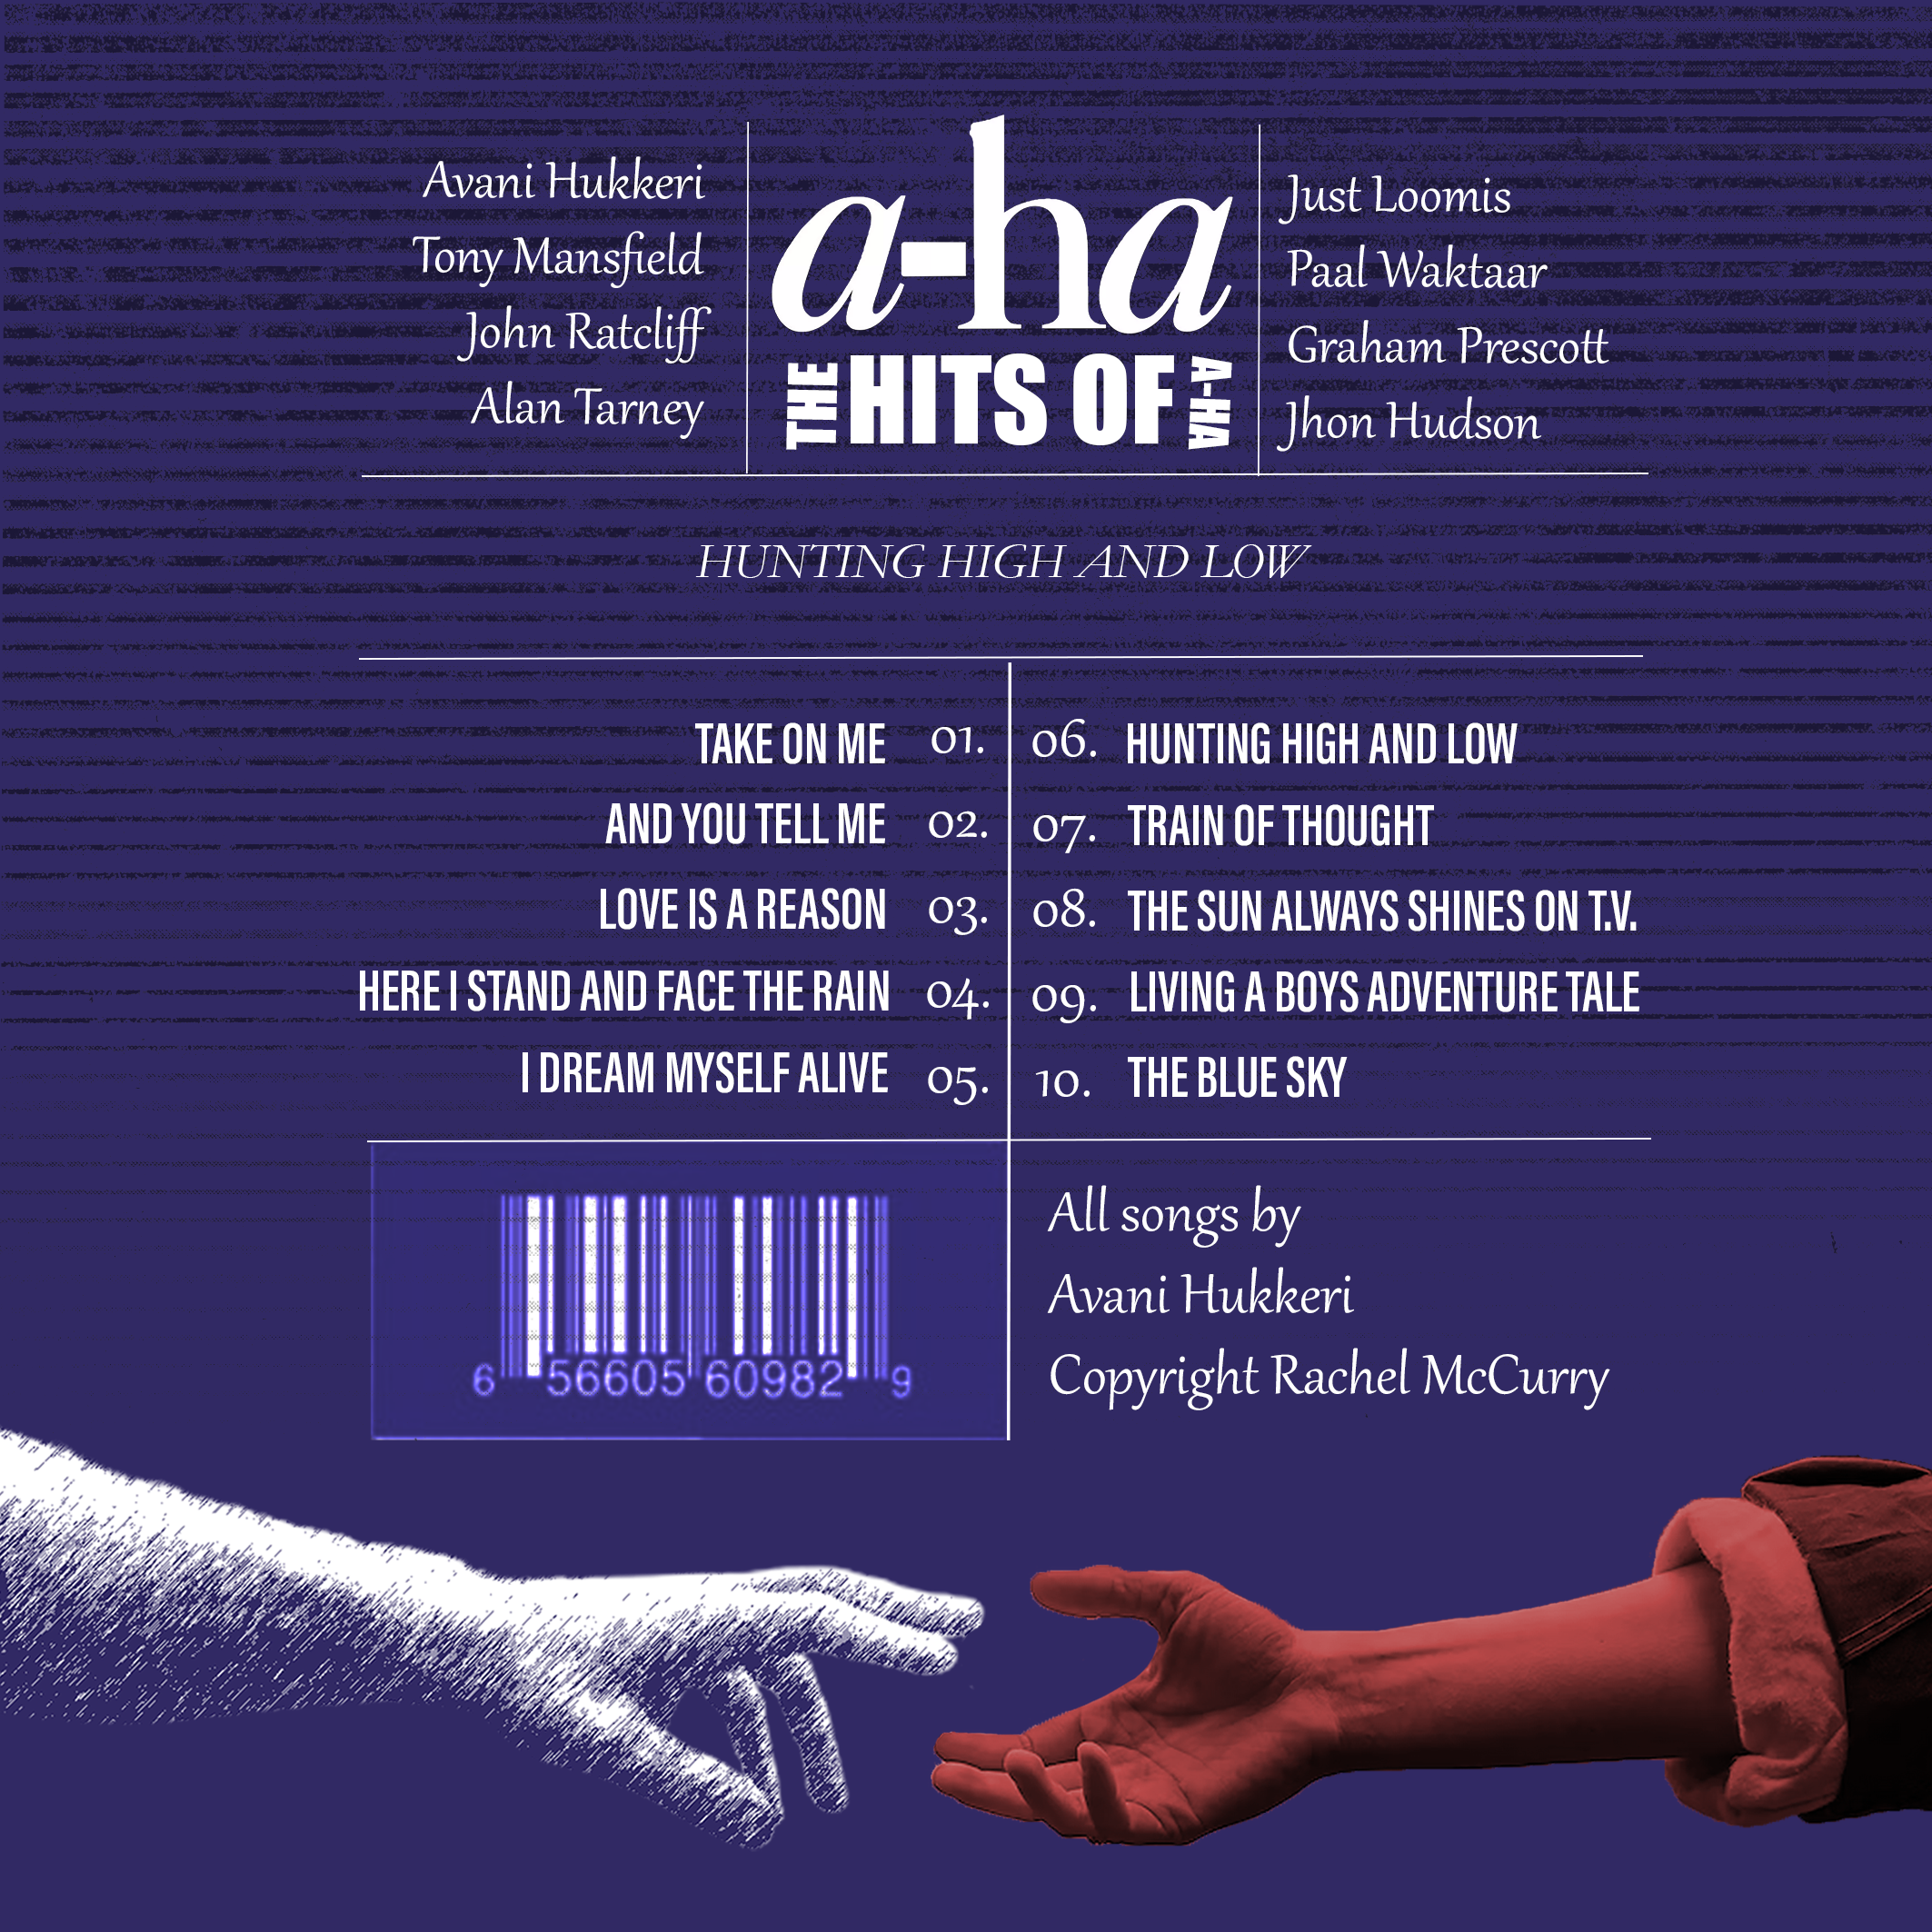 Avani Hukkeri
Tony Mansfield
John Ratcliff
Alan Tarney
a-ha
THE HITS OF A-HA
Just Loomis
Paal Waktaar
Graham Prescott
Jhon Hudson
HUNTING HIGH AND LOW
TAKE ON ME 01.
AND YOU TELL ME 02.
LOVE IS A REASON 03.
HERE I STAND AND FACE THE RAIN 04.
I DREAM MYSELF ALIVE 05.
06. HUNTING HIGH AND LOW
07. TRAIN OF THOUGHT
08. THE SUN ALWAYS SHINES ON T.V.
09. LIVING A BOYS ADVENTURE TALE
10. THE BLUE SKY
6 56605 60982 9
All songs by
Avani Hukkeri
Copyright Rachel McCurry